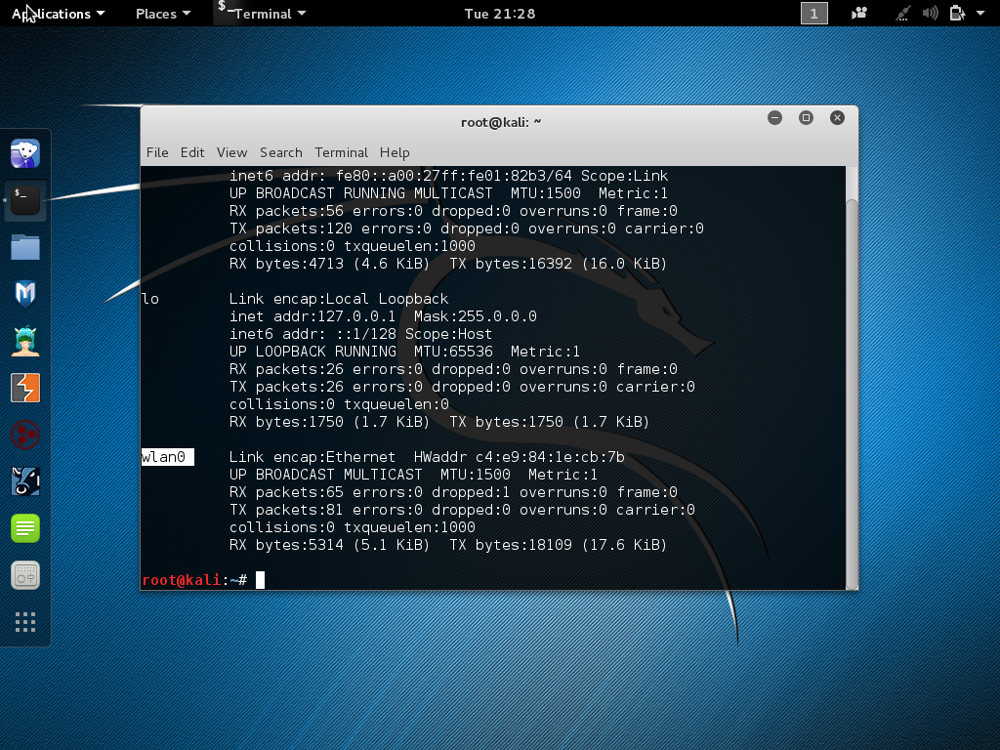 Applications Places Terminal Tue 21:28 1
root@kali: ~
File Edit View Search Terminal Help
inet6 addr: fe80::a00:27ff:fe01:82b3/64 Scope:Link
UP BROADCAST RUNNING MULTICAST  MTU:1500  Metric:1
RX packets:56 errors:0 dropped:0 overruns:0 frame:0
TX packets:120 errors:0 dropped:0 overruns:0 carrier:0
collisions:0 txqueuelen:1000
RX bytes:4713 (4.6 KiB)  TX bytes:16392 (16.0 KiB)
lo        Link encap:Local Loopback
inet addr:127.0.0.1  Mask:255.0.0.0
inet6 addr: ::1/128 Scope:Host
UP LOOPBACK RUNNING  MTU:65536  Metric:1
RX packets:26 errors:0 dropped:0 overruns:0 frame:0
TX packets:26 errors:0 dropped:0 overruns:0 carrier:0
collisions:0 txqueuelen:0
RX bytes:1750 (1.7 KiB)  TX bytes:1750 (1.7 KiB)
wlan0     Link encap:Ethernet  HWaddr c4:e9:84:1e:cb:7b
UP BROADCAST MULTICAST  MTU:1500  Metric:1
RX packets:65 errors:0 dropped:1 overruns:0 frame:0
TX packets:81 errors:0 dropped:0 overruns:0 carrier:0
collisions:0 txqueuelen:1000
RX bytes:5314 (5.1 KiB)  TX bytes:18109 (17.6 KiB)
root@kali:~#